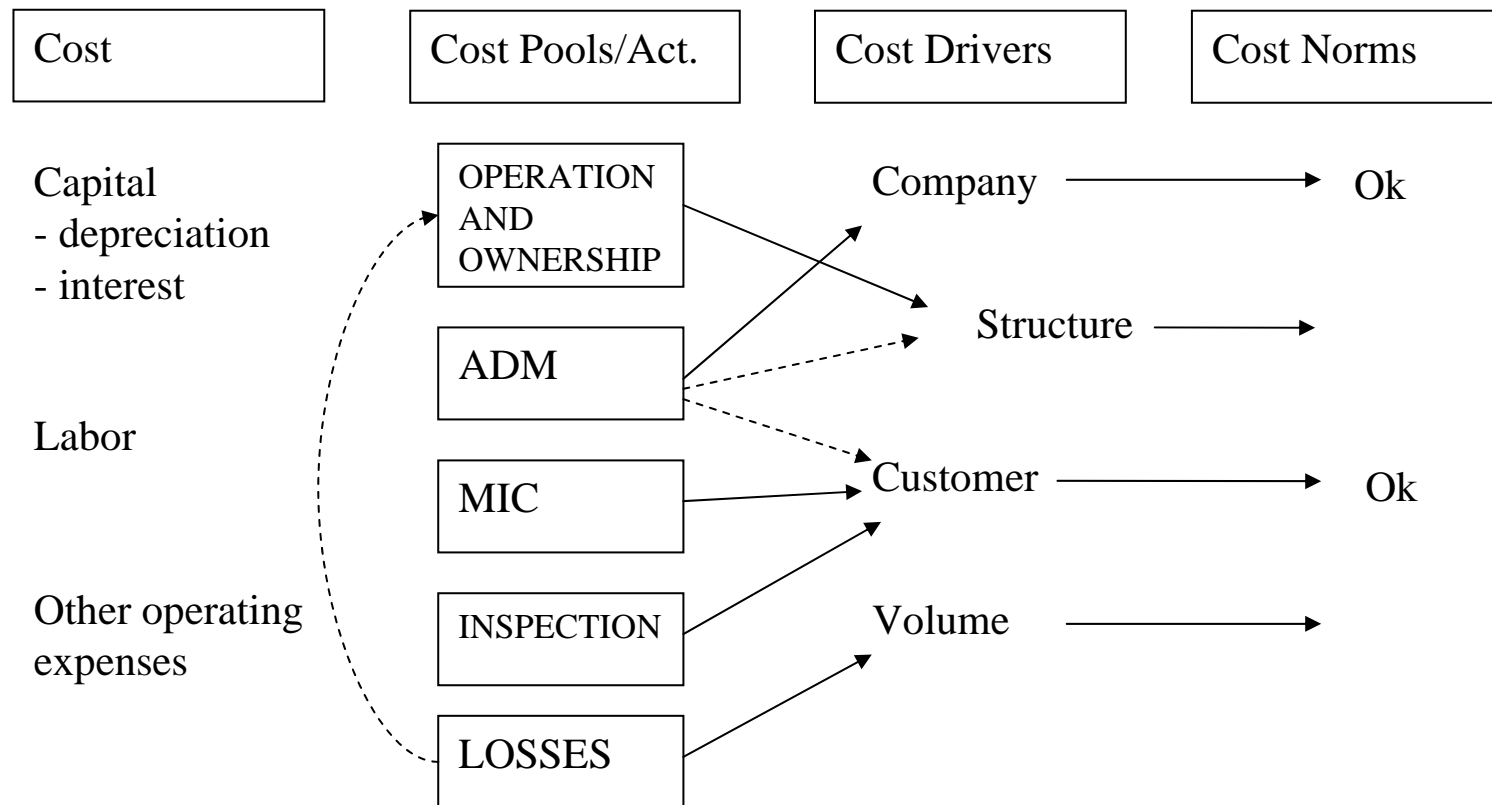 Cost
Cost Pools/Act.
Cost Drivers
Cost Norms
Capital
- depreciation
- interest
Labor
Other operating
expenses
OPERATION
AND
OWNERSHIP
ADM
MIC
INSPECTION
LOSSES
Company
Structure
Customer
Volume
Ok
Ok